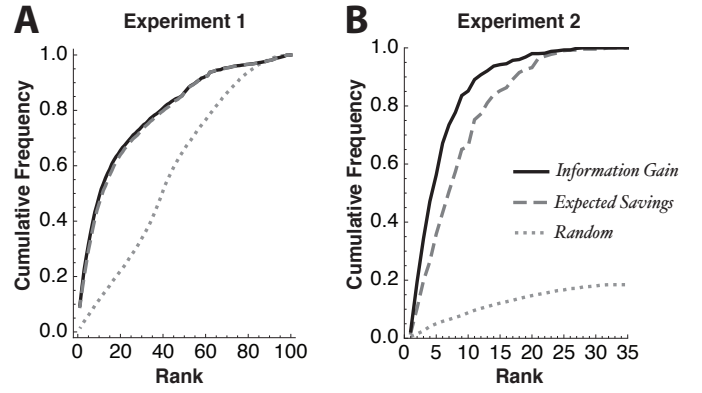 A
Experiment 1
Cumulative Frequency
1.0
0.8
0.6
0.4
0.2
0.0
0 20 40 60 80 100
Rank
B
Experiment 2
Cumulative Frequency
1.0
0.8
0.6
0.4
0.2
0.0
0 5 10 15 20 25 30 35
Rank
Information Gain
Expected Savings
Random